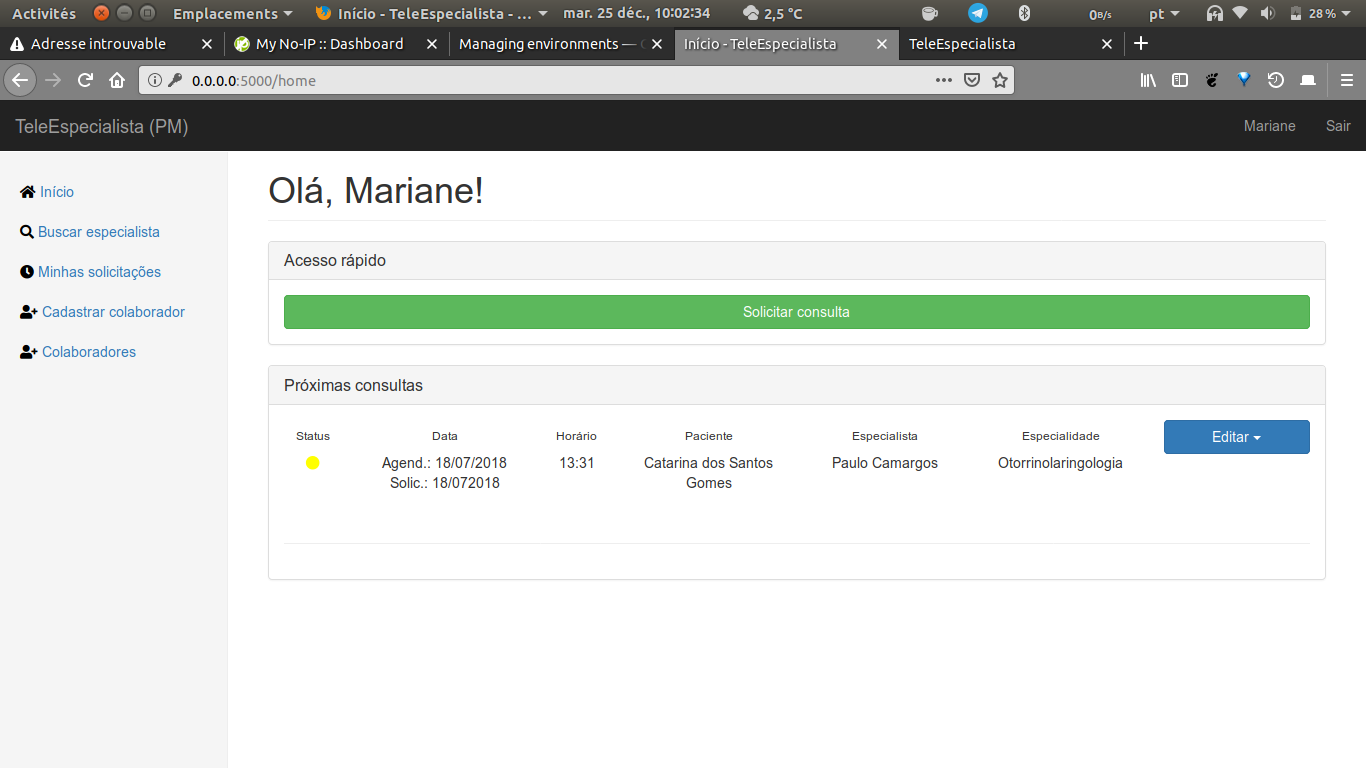 Activités Emplacements Início - TeleEspecialista - ... mar. 25 déc., 10:02:34 2,5 °C 0B/s pt 28 %
Adresse introuvable My No-IP :: Dashboard Managing environments — Início - TeleEspecialista TeleEspecialista
0.0.0.0:5000/home
TeleEspecialista (PM) Mariane Sair
Início
Buscar especialista
Minhas solicitações
Cadastrar colaborador
Colaboradores
Olá, Mariane!
Acesso rápido
Solicitar consulta
Próximas consultas
Status Data Horário Paciente Especialista Especialidade Editar
Agend.: 18/07/2018 13:31 Catarina dos Santos Paulo Camargos Otorrinolaringologia
Solic.: 18/072018 Gomes